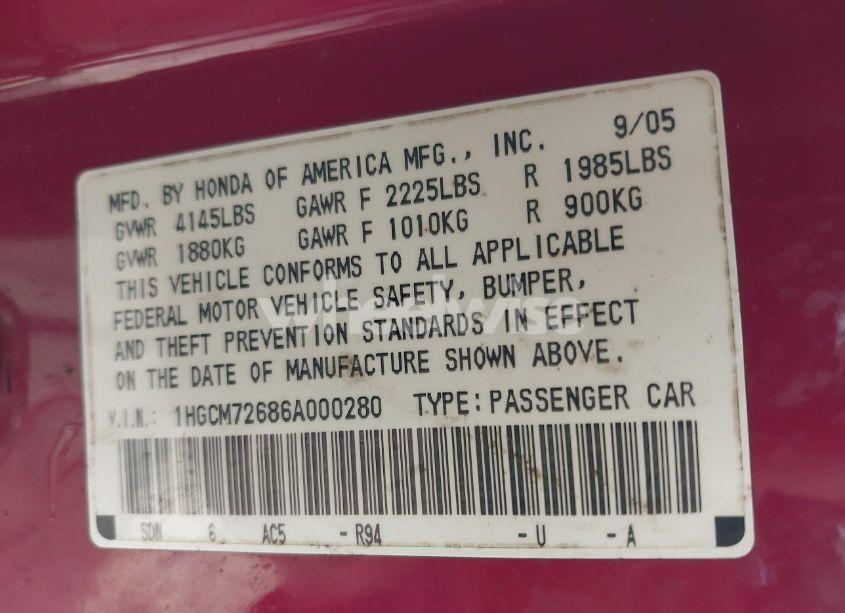 9/05
MFD. BY HONDA OF AMERICA MFG., INC.
GVWR 4145LBS GAWR F 2225LBS R 1985LBS
GVWR 1880KG GAWR F 1010KG R 900KG
THIS VEHICLE CONFORMS TO ALL APPLICABLE
FEDERAL MOTOR VEHICLE SAFETY, BUMPER,
AND THEFT PREVENTION STANDARDS IN EFFECT
ON THE DATE OF MANUFACTURE SHOWN ABOVE.
V.I.N.: 1HGCM72686A000280 TYPE: PASSENGER CAR
SDN 6 AC5 -R94 -U -A
wheelwise